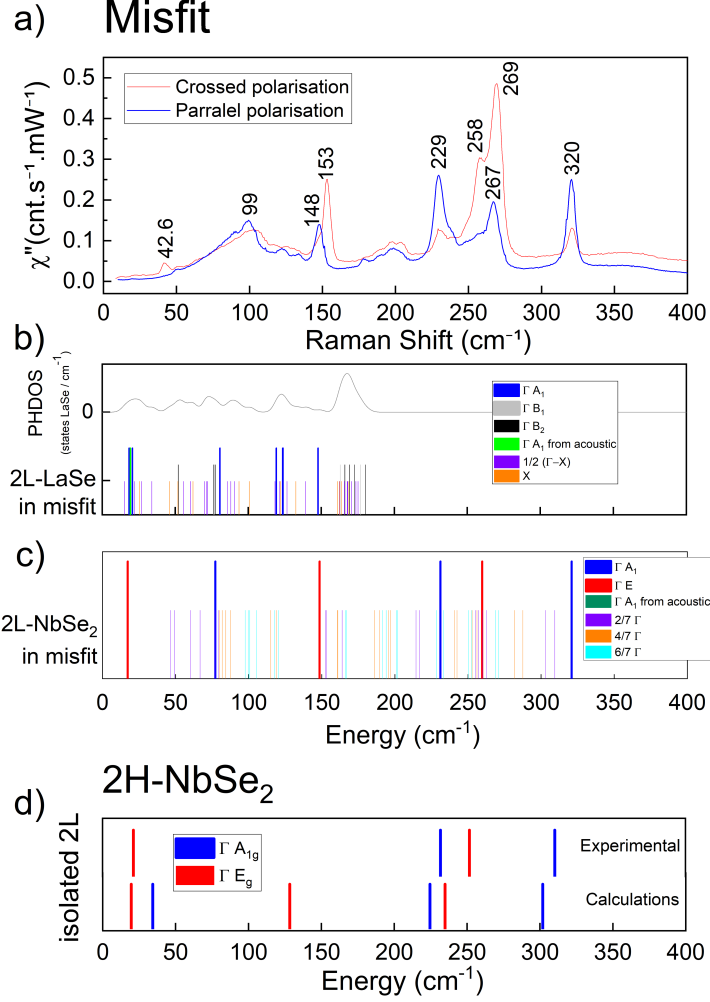 a) Misfit
Crossed polarisation
Parralel polarisation
42.6
99
148
153
229
258
267
269
320
0.5
0.4
0.3
0.2
0.1
0.0
χ''(cnt.s⁻¹.mW⁻¹)
0 50 100 150 200 250 300 350 400
Raman Shift (cm⁻¹)
b)
PHDOS
(states LaSe / cm⁻¹)
0
Γ A₁
Γ B₁
Γ B₂
Γ A₁ from acoustic
1/2 (Γ−X)
X
2L-LaSe
in misfit
c)
Γ A₁
Γ E
Γ A₁ from acoustic
2/7 Γ
4/7 Γ
6/7 Γ
2L-NbSe₂
in misfit
0 50 100 150 200 250 300 350 400
Energy (cm⁻¹)
2H-NbSe₂
d)
isolated 2L
Γ A₁g
Γ Eg
Experimental
Calculations
0 50 100 150 200 250 300 350 400
Energy (cm⁻¹)